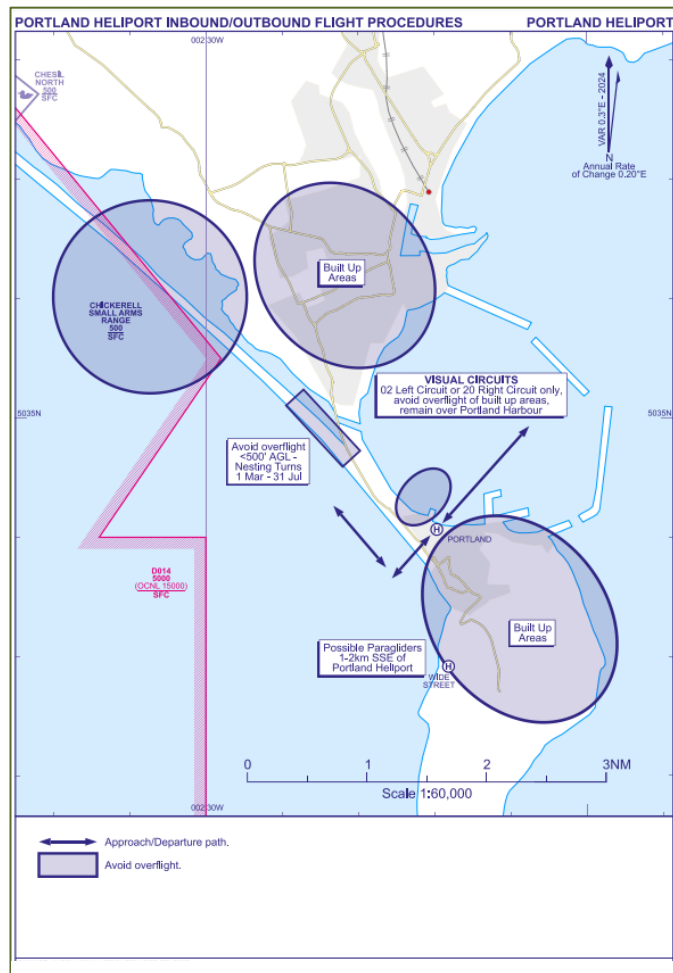 PORTLAND HELIPORT INBOUND/OUTBOUND FLIGHT PROCEDURES
PORTLAND HELIPORT
002 30W
CHESIL
NORTH
500
SFC
VAR 0.3°E - 2024
N
Annual Rate
of Change 0.20°E
Built Up
Areas
CHICKERELL
SMALL ARMS
RANGE
500
SFC
VISUAL CIRCUITS
02 Left Circuit or 20 Right Circuit only,
avoid overflight of built up areas,
remain over Portland Harbour
5035N
5035N
Avoid overflight
<500' AGL -
Nesting Turns
1 Mar - 31 Jul
H
PORTLAND
D014
5000
(OCNL 15000)
SFC
Built Up
Areas
Possible Paragliders
1-2km SSE of
Portland Heliport
H
WIDE
STREET
0
1
2
3NM
Scale 1:60,000
002 30W
Approach/Departure path.
Avoid overflight.